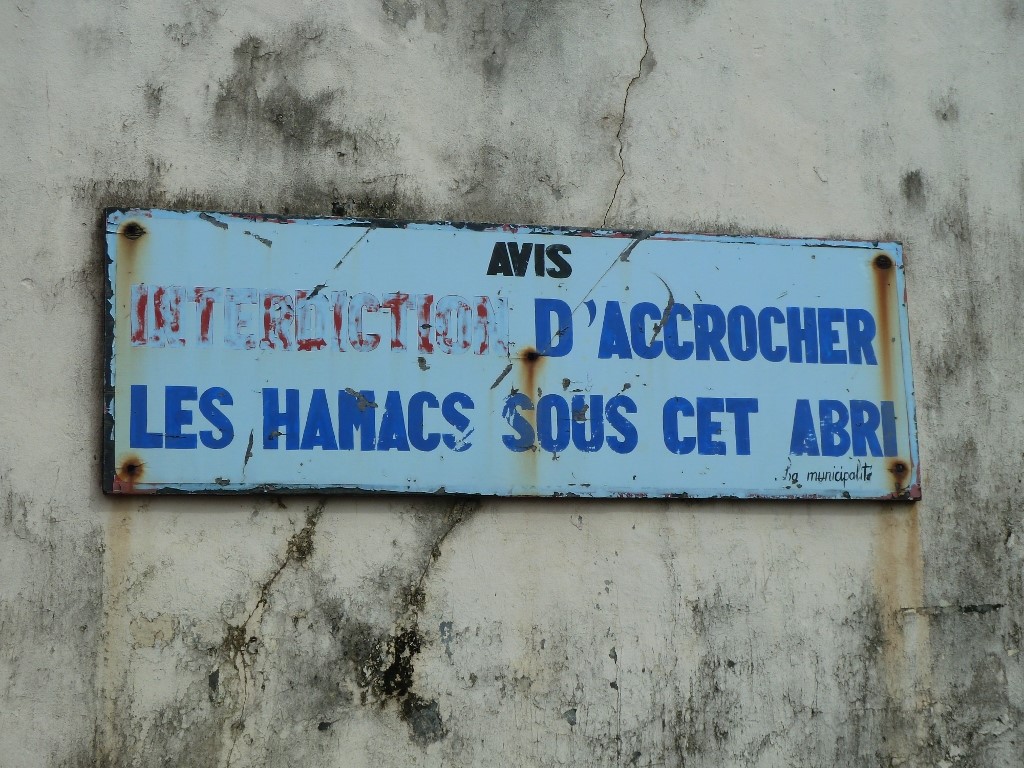 AVIS
INTERDICTION D'ACCROCHER
LES HAMACS SOUS CET ABRI
La municipalité